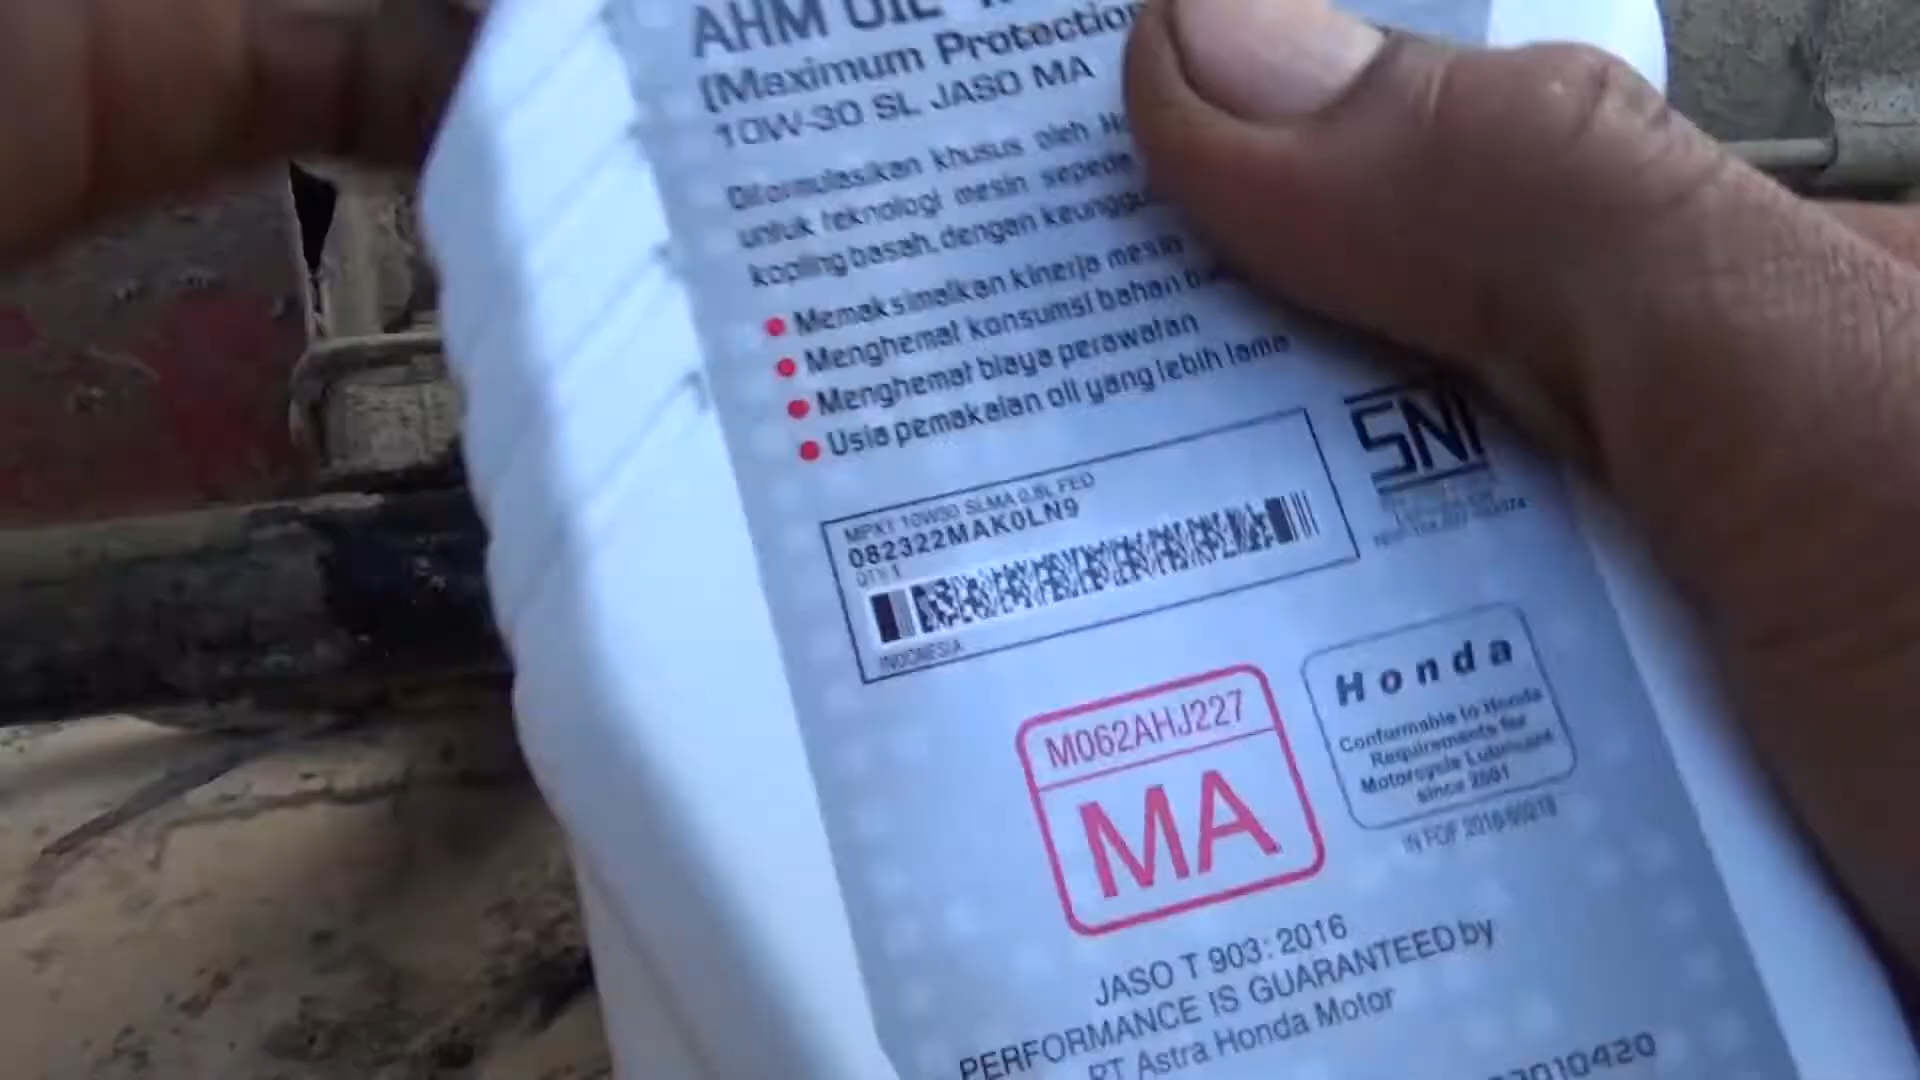 AHM OIL
(Maximum Protection
10W-30 SL JASO MA
Diformulasikan khusus oleh Ho
untuk teknologi mesin sepeda
kopling basah, dengan keunggu
Memaksimalkan kinerja mesin
Menghemat konsumsi bahan
Menghemat biaya perawatan
Usia pemakaian oli yang lebih lama
SNI
MPX1 10W30 SLMA 0.8L FED
082322MAK0LN9
QTY:1
INDONESIA
M062AHJ227
MA
Honda
Conformable to Honda
Requirements for
Motorcycle Lubricant
since 2001
JASO T 903: 2016
PERFORMANCE IS GUARANTEED by
PT Astra Honda Motor